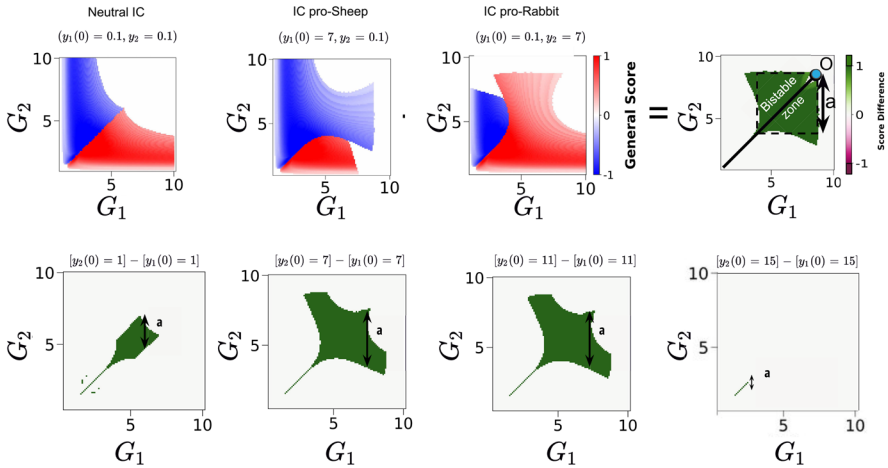 Neutral IC
IC pro-Sheep
IC pro-Rabbit
(y₁(0) = 0.1, y₂ = 0.1)
(y₁(0) = 7, y₂ = 0.1)
(y₁(0) = 0.1, y₂ = 7)
10
5
G₂
5 10
G₁
10
5
G₂
5 10
G₁
-
10
5
G₂
5 10
G₁
1
0
-1
General Score
=
10
5
G₂
5 10
G₁
O
a
Bistable
zone
1
0
-1
Score Difference
[y₂(0) = 1] − [y₁(0) = 1]
10
5
G₂
5 10
G₁
a
[y₂(0) = 7] − [y₁(0) = 7]
10
5
G₂
5 10
G₁
a
[y₂(0) = 11] − [y₁(0) = 11]
10
5
G₂
5 10
G₁
a
[y₂(0) = 15] − [y₁(0) = 15]
10
5
G₂
5 10
G₁
a